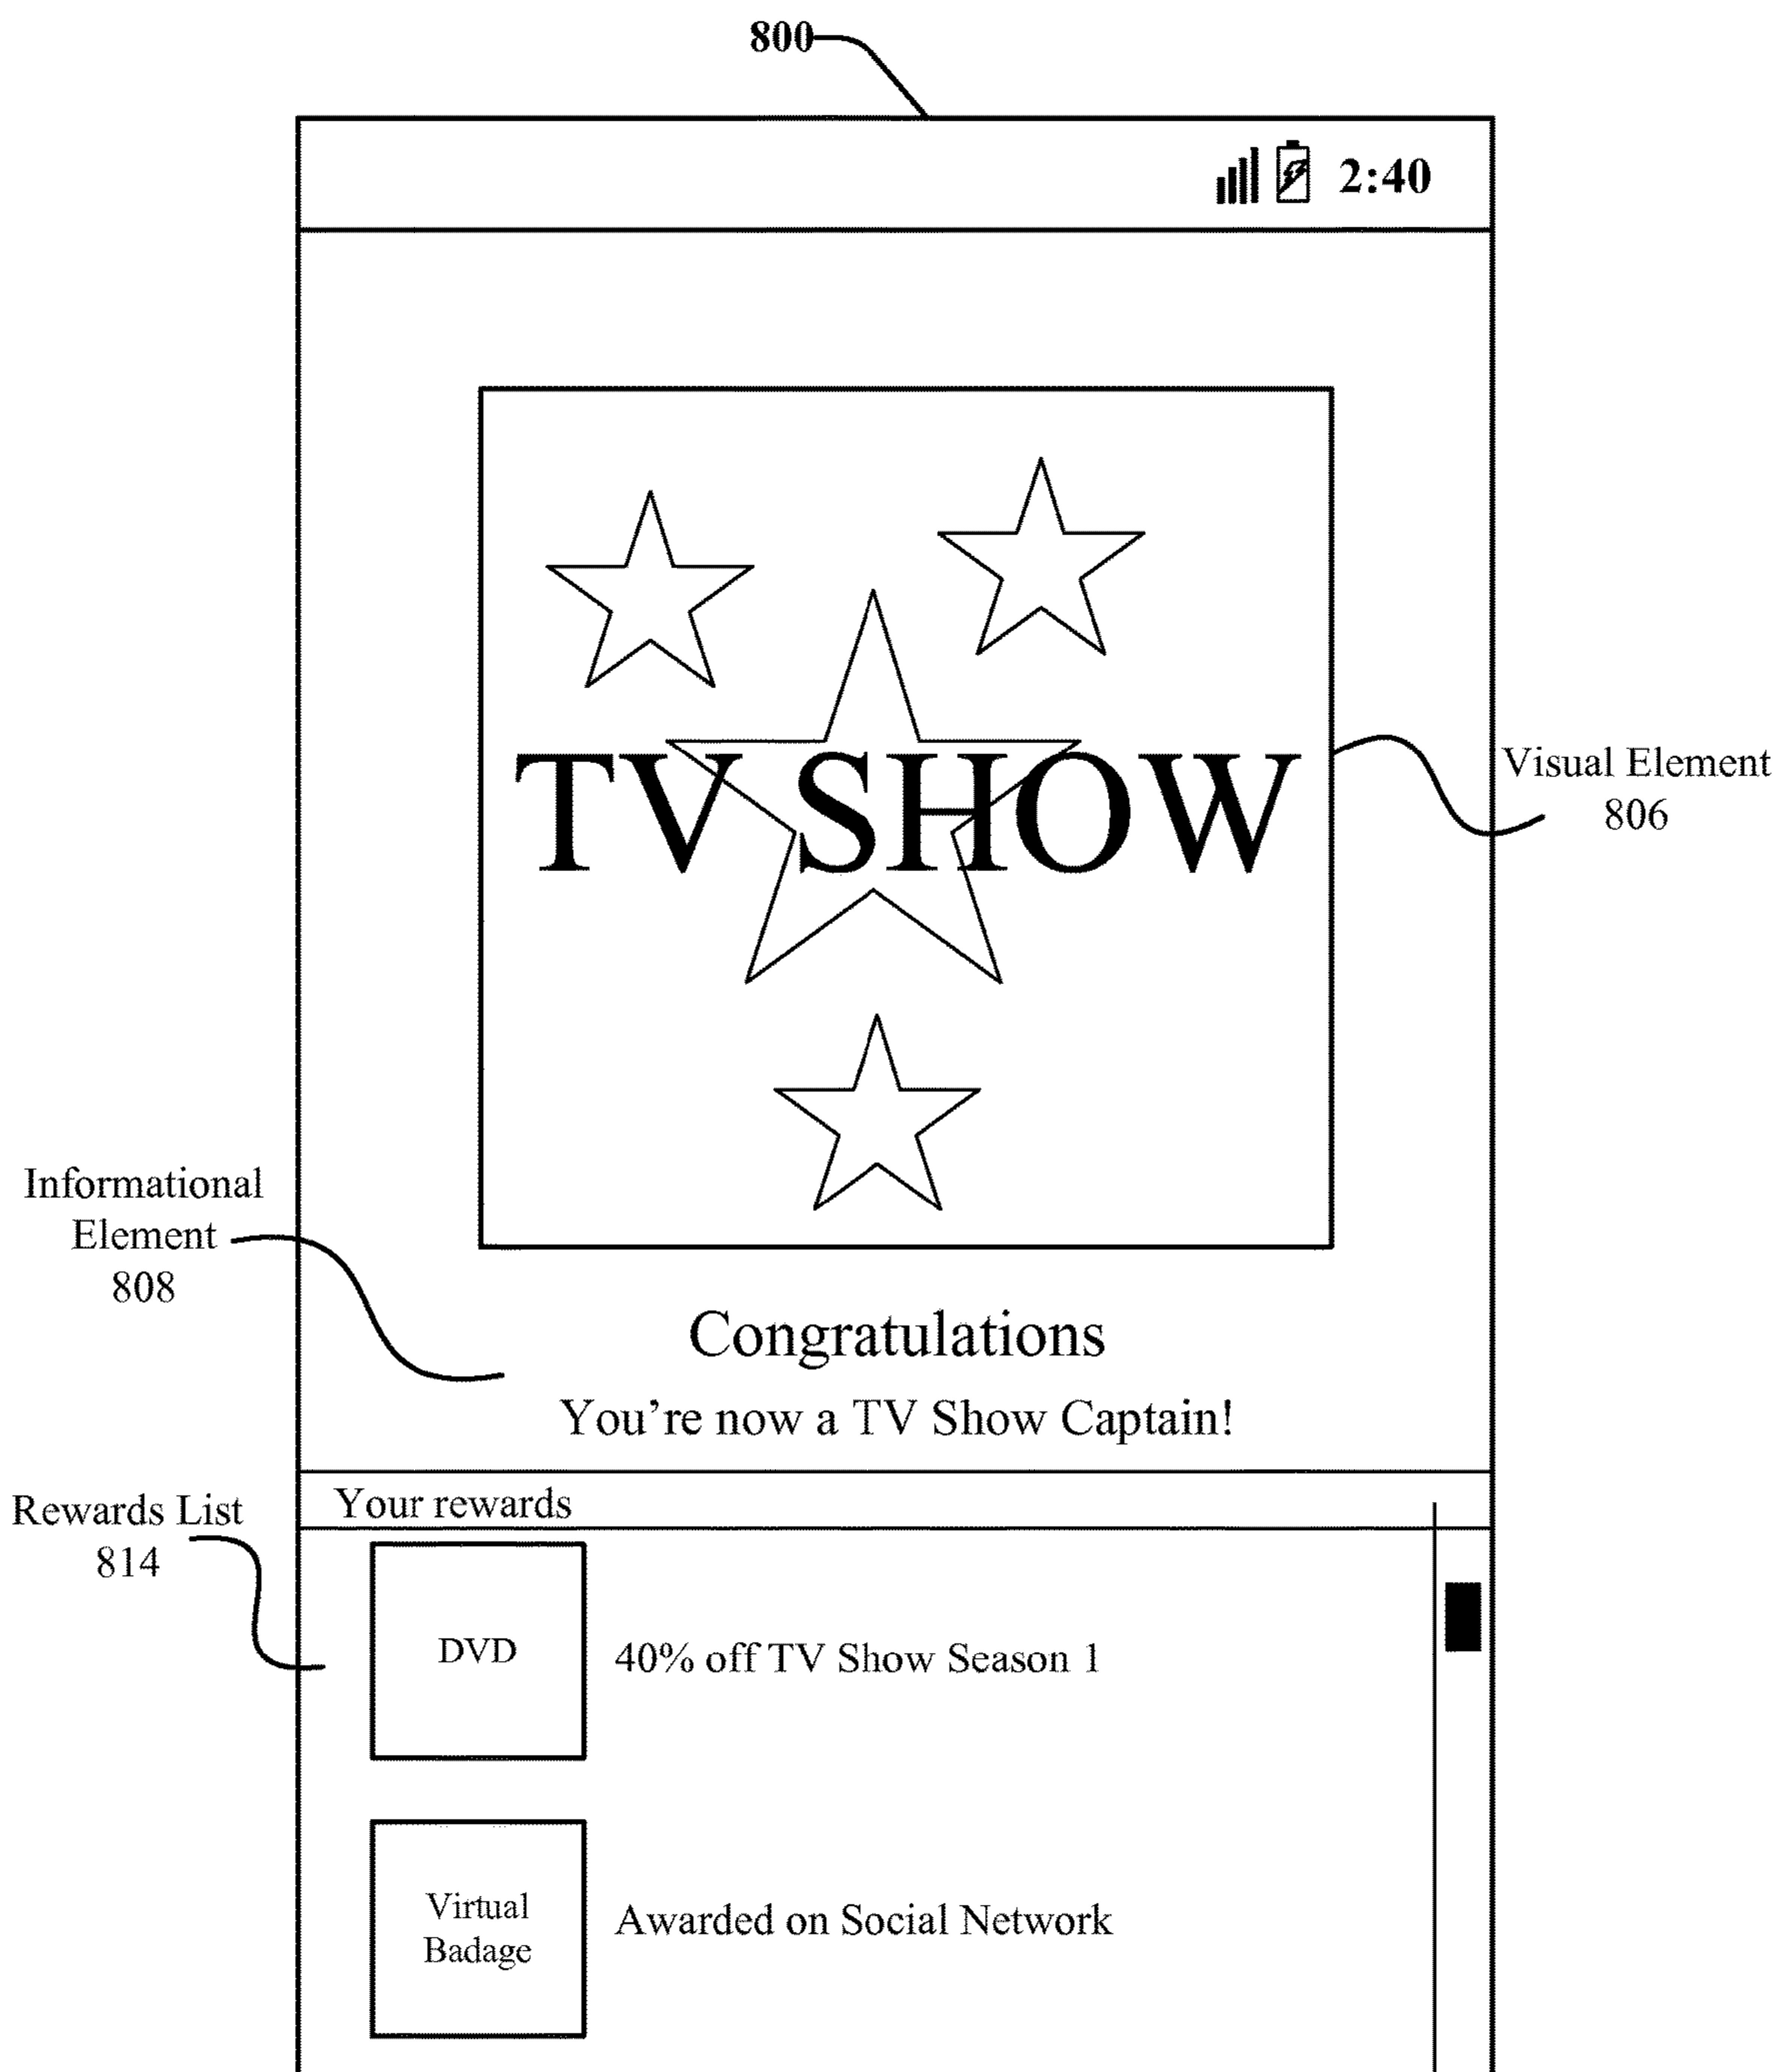 800
2:40
TV SHOW
Visual Element
806
Informational
Element
808
Congratulations
You're now a TV Show Captain!
Rewards List
814
Your rewards
DVD
40% off TV Show Season 1
Virtual
Badage
Awarded on Social Network